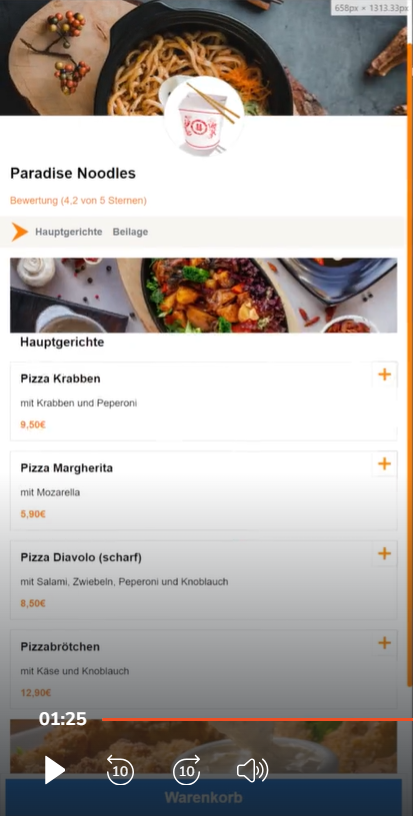 658px × 1313.33px
Paradise Noodles
Bewertung (4,2 von 5 Sternen)
Hauptgerichte Beilage
Hauptgerichte
Pizza Krabben
mit Krabben und Peperoni
9,50€
Pizza Margherita
mit Mozarella
5,90€
Pizza Diavolo (scharf)
mit Salami, Zwiebeln, Peperoni und Knoblauch
8,50€
Pizzabrötchen
mit Käse und Knoblauch
12,90€
01:25
10 10
Warenkorb